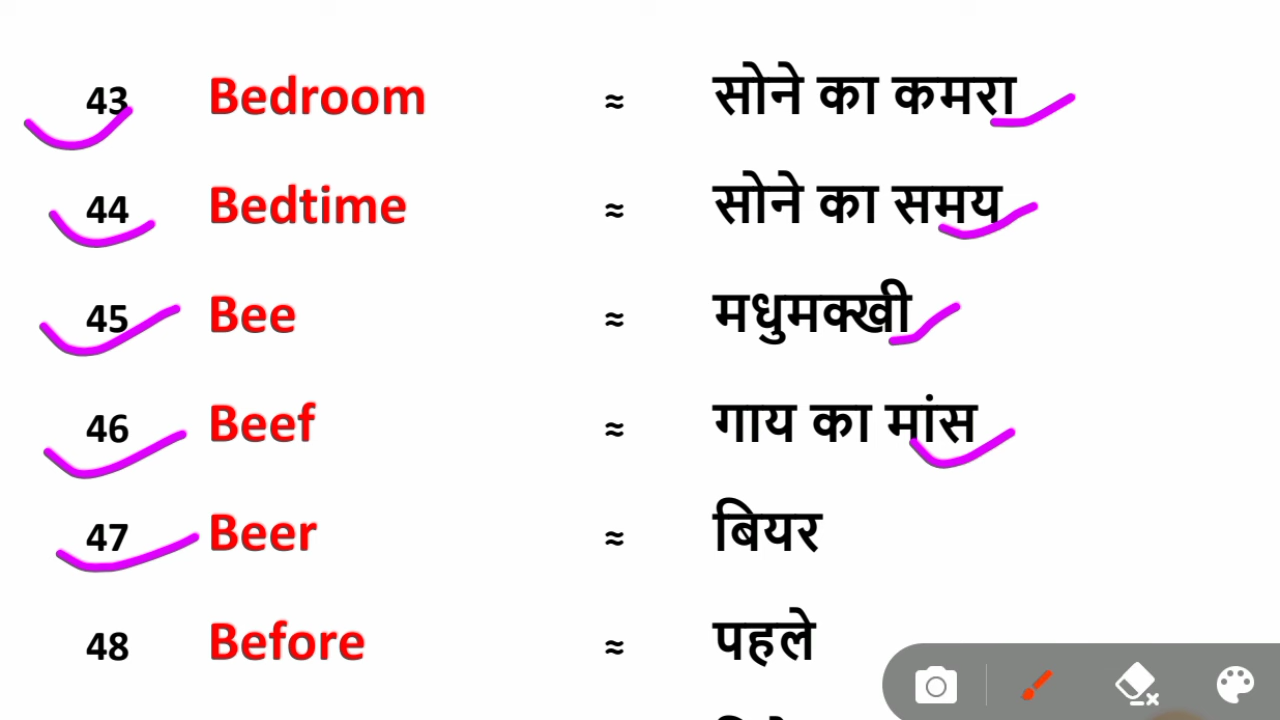 43 Bedroom ≈ सोने का कमरा
44 Bedtime ≈ सोने का समय
45 Bee ≈ मधुमक्खी
46 Beef ≈ गाय का मांस
47 Beer ≈ बियर
48 Before ≈ पहले